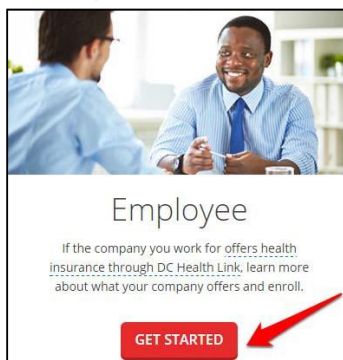 Employee
If the company you work for offers health
insurance through DC Health Link, learn more
about what your company offers and enroll.
GET STARTED